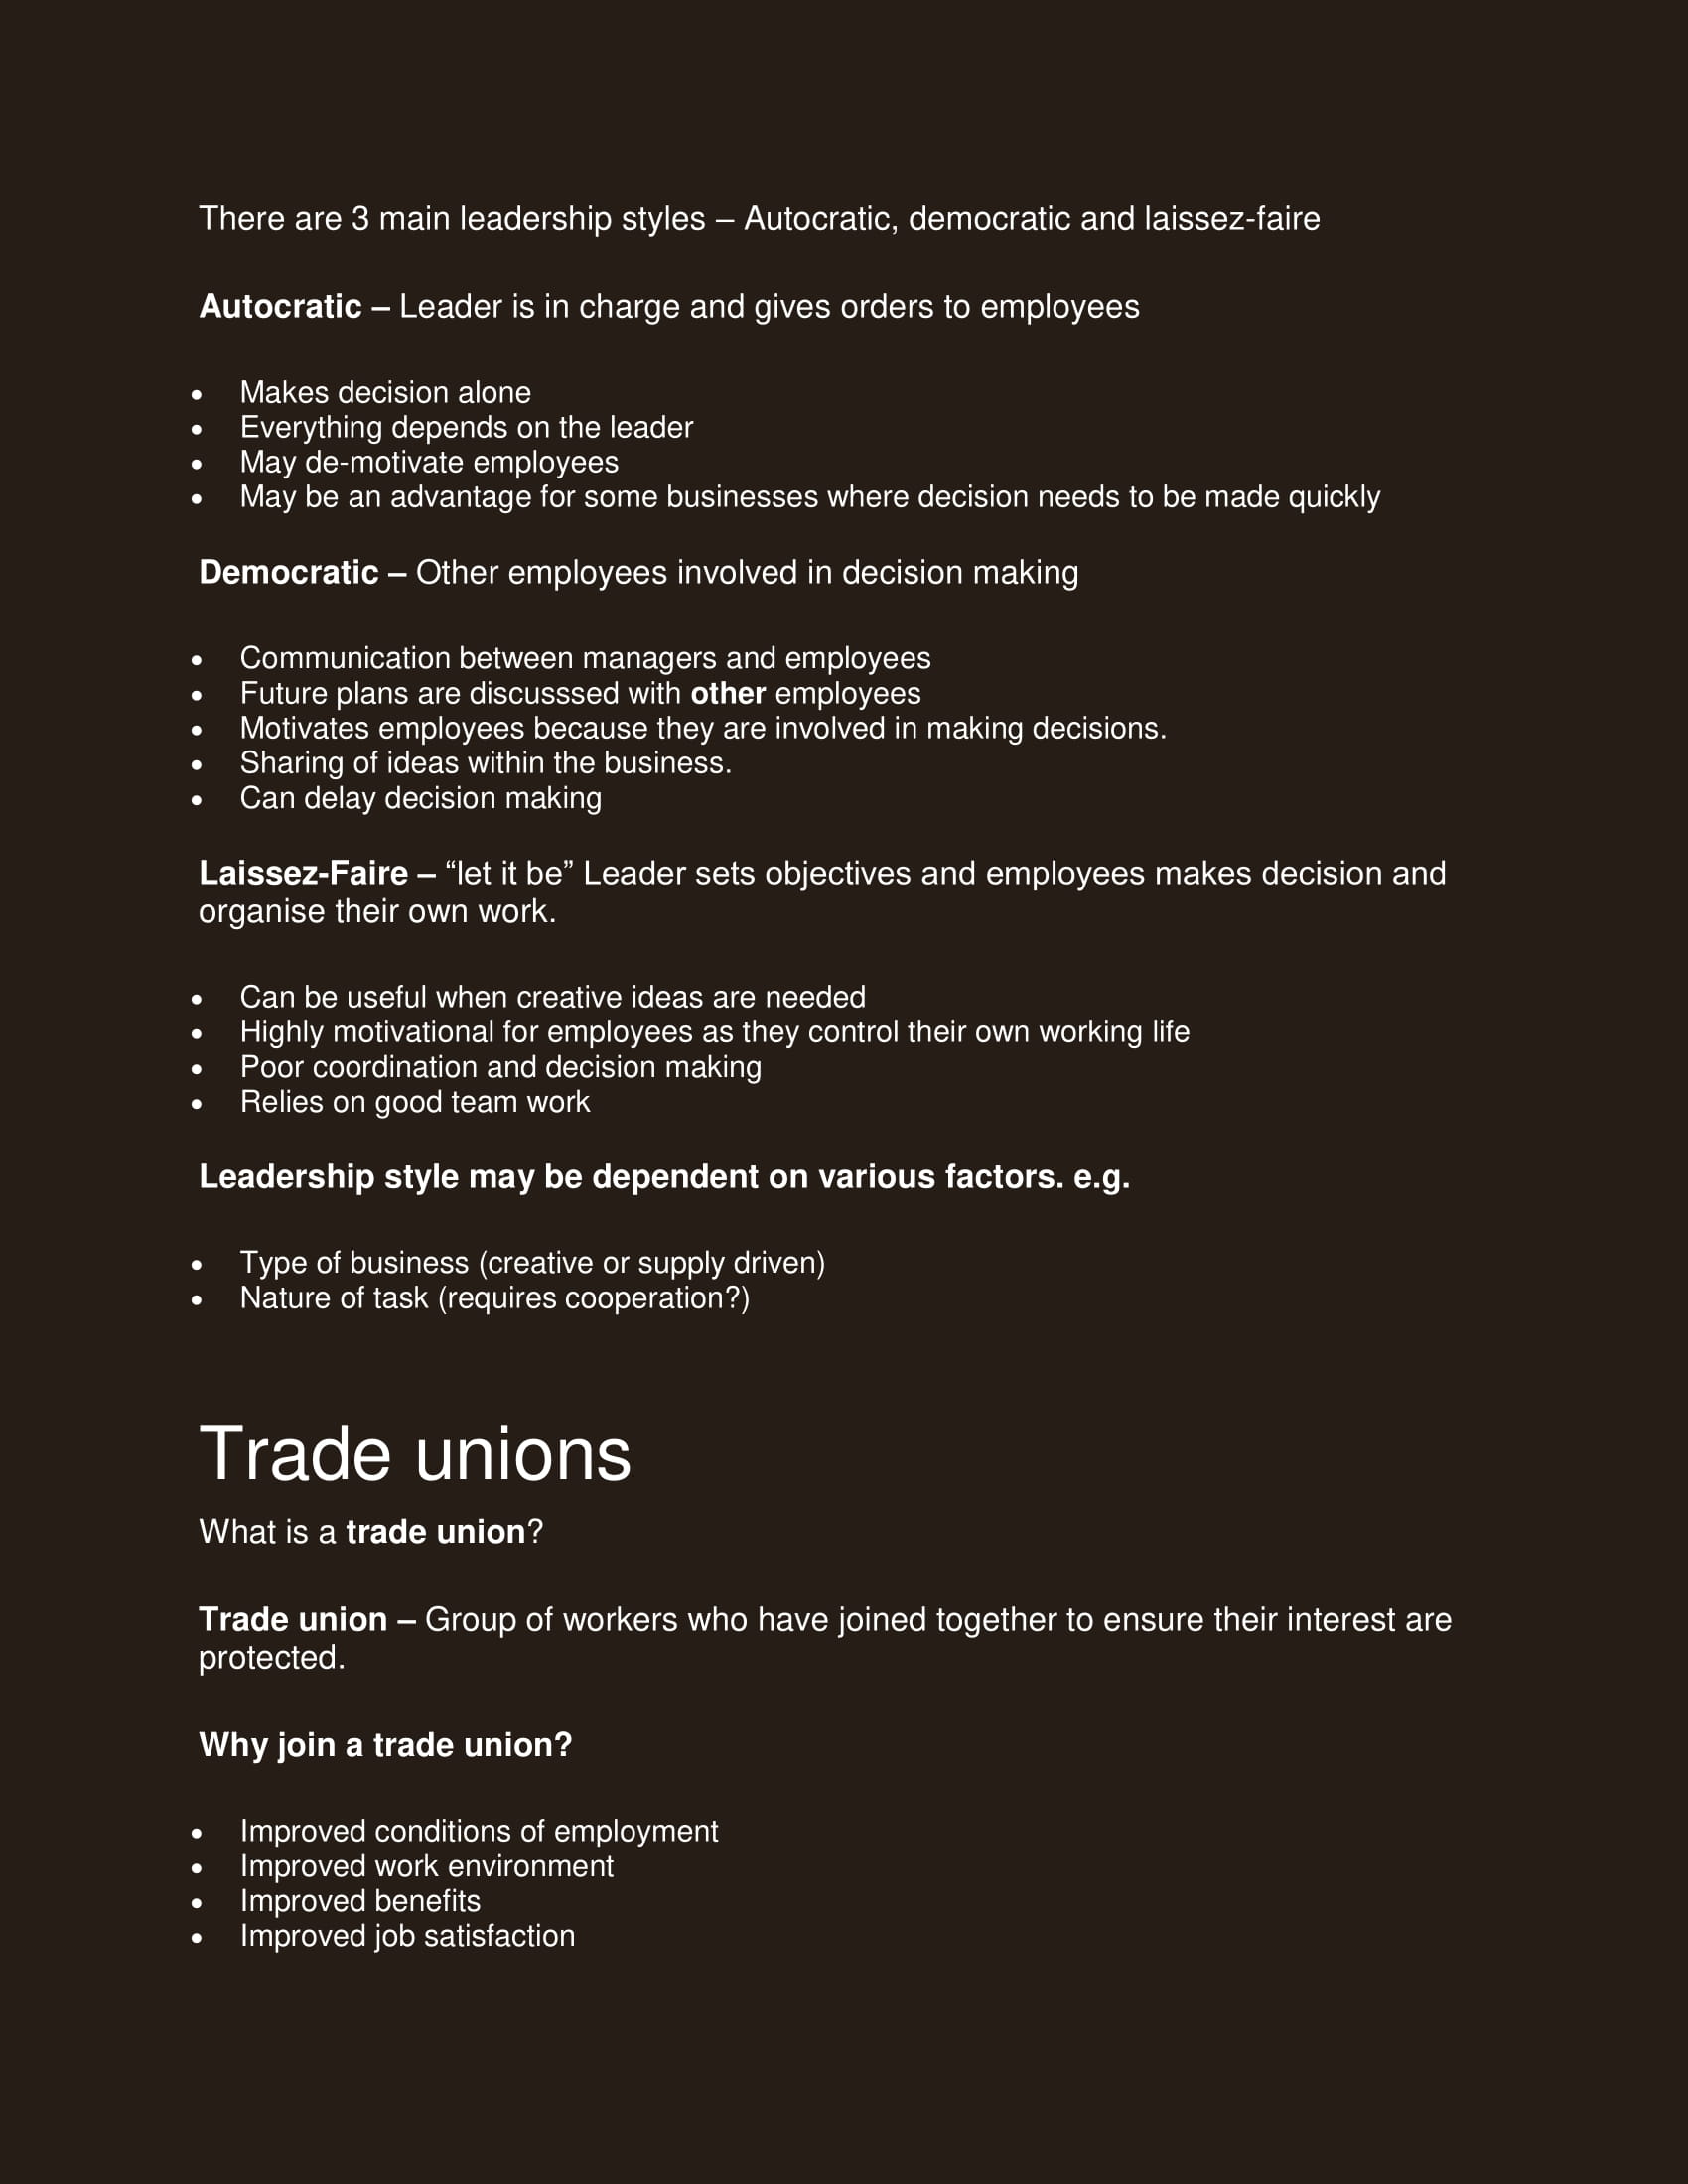 There are 3 main leadership styles – Autocratic, democratic and laissez-faire
Autocratic – Leader is in charge and gives orders to employees
• Makes decision alone
• Everything depends on the leader
• May de-motivate employees
• May be an advantage for some businesses where decision needs to be made quickly
Democratic – Other employees involved in decision making
• Communication between managers and employees
• Future plans are discusssed with other employees
• Motivates employees because they are involved in making decisions.
• Sharing of ideas within the business.
• Can delay decision making
Laissez-Faire – “let it be” Leader sets objectives and employees makes decision and
organise their own work.
• Can be useful when creative ideas are needed
• Highly motivational for employees as they control their own working life
• Poor coordination and decision making
• Relies on good team work
Leadership style may be dependent on various factors. e.g.
• Type of business (creative or supply driven)
• Nature of task (requires cooperation?)
Trade unions
What is a trade union?
Trade union – Group of workers who have joined together to ensure their interest are
protected.
Why join a trade union?
• Improved conditions of employment
• Improved work environment
• Improved benefits
• Improved job satisfaction